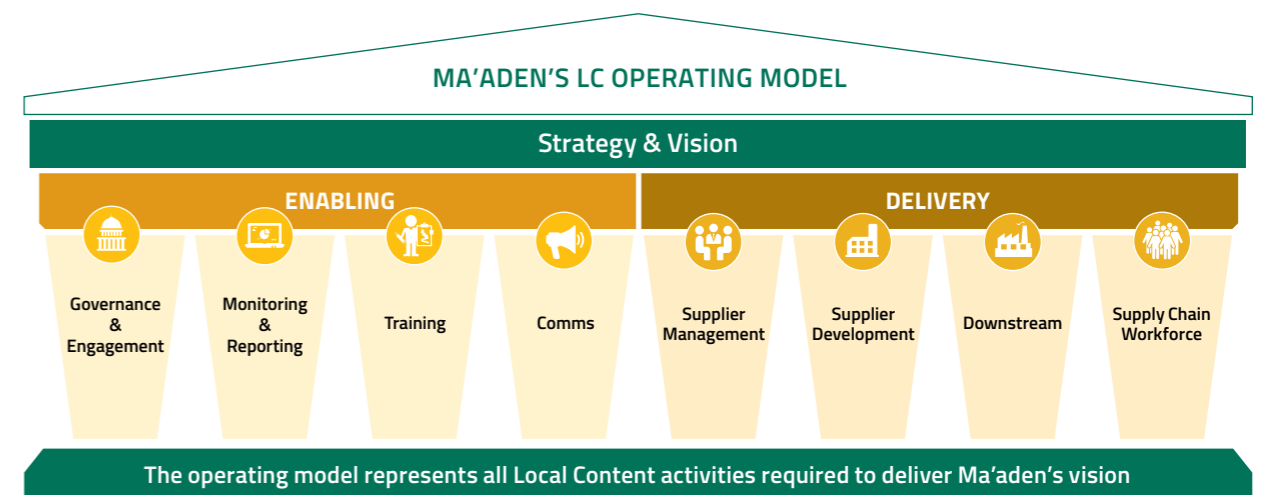 MA'ADEN'S LC OPERATING MODEL
Strategy & Vision
ENABLING
DELIVERY
Governance
&
Engagement
Monitoring
&
Reporting
Training
Comms
Supplier
Management
Supplier
Development
Downstream
Supply Chain
Workforce
The operating model represents all Local Content activities required to deliver Ma'aden's vision